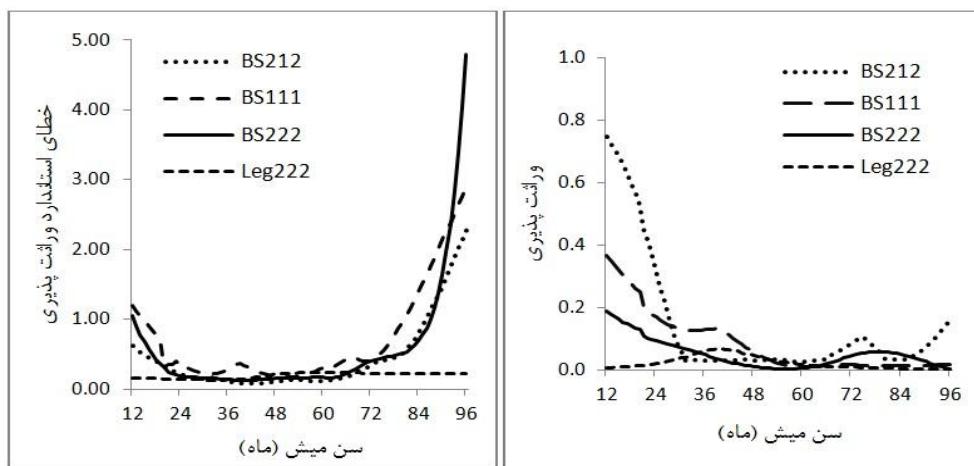 خطای استاندارد وراثت پذیری
5.00
4.00
3.00
2.00
1.00
0.00
BS212
BS111
BS222
Leg222
12 24 36 48 60 72 84 96
سن میش (ماه)
وراثت پذیری
1.0
0.8
0.6
0.4
0.2
0.0
BS212
BS111
BS222
Leg222
12 24 36 48 60 72 84 96
سن میش (ماه)